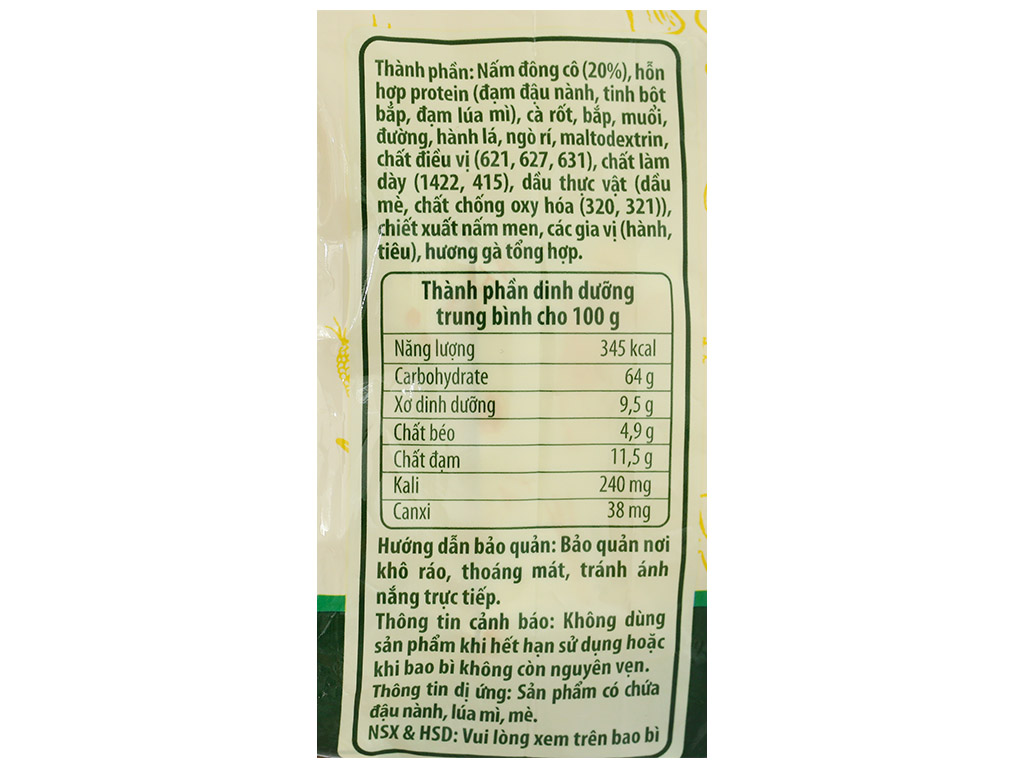 Thành phần: Nấm đông cô (20%), hỗn
hợp protein (đạm đậu nành, tinh bột
bắp, đạm lúa mì), cà rốt, bắp, muối,
đường, hành lá, ngò rí, maltodextrin,
chất điều vị (621, 627, 631), chất làm
dày (1422, 415), dầu thực vật (dầu
mè, chất chống oxy hóa (320, 321)),
chiết xuất nấm men, các gia vị (hành,
tiêu), hương gà tổng hợp.
Thành phần dinh dưỡng
trung bình cho 100 g
Năng lượng 345 kcal
Carbohydrate 64 g
Xơ dinh dưỡng 9,5 g
Chất béo 4,9 g
Chất đạm 11,5 g
Kali 240 mg
Canxi 38 mg
Hướng dẫn bảo quản: Bảo quản nơi
khô ráo, thoáng mát, tránh ánh
nắng trực tiếp.
Thông tin cảnh báo: Không dùng
sản phẩm khi hết hạn sử dụng hoặc
khi bao bì không còn nguyên vẹn.
Thông tin dị ứng: Sản phẩm có chứa
đậu nành, lúa mì, mè.
NSX & HSD: Vui lòng xem trên bao bì